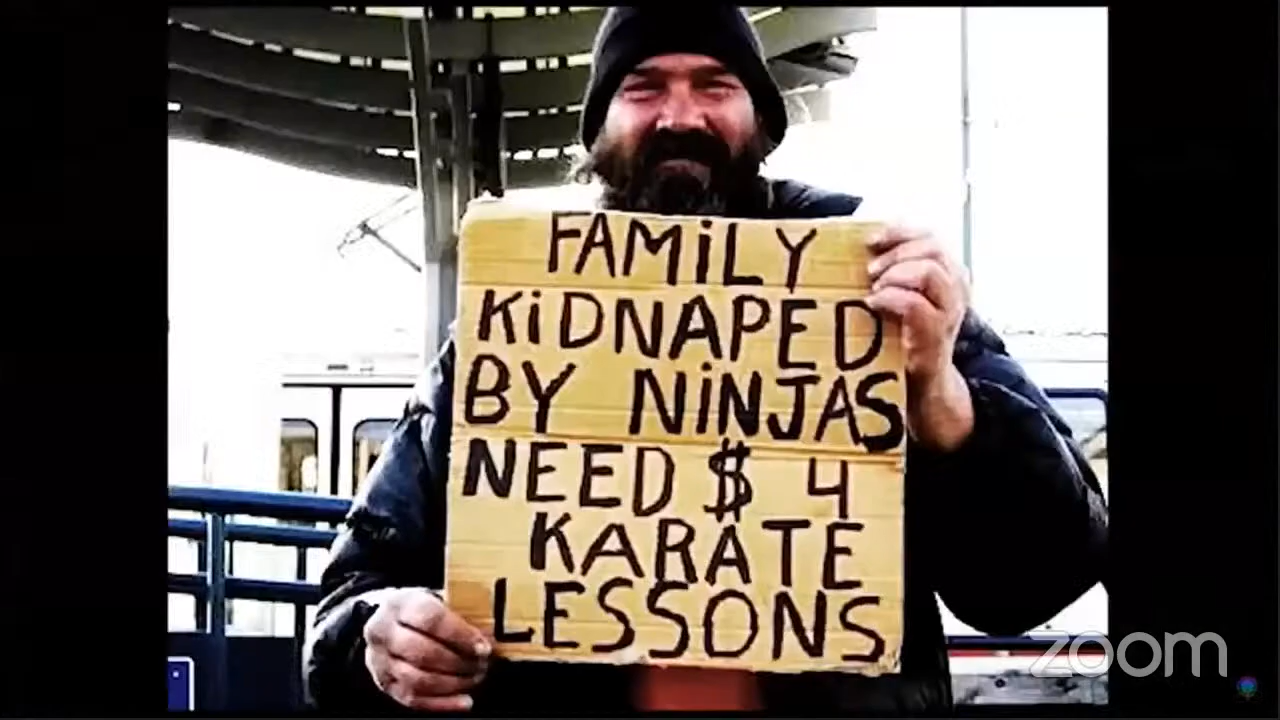 FAMiLY
KiDNAPED
BY NiNJAS
NEED $ 4
KARATE
LESSONS
zoom